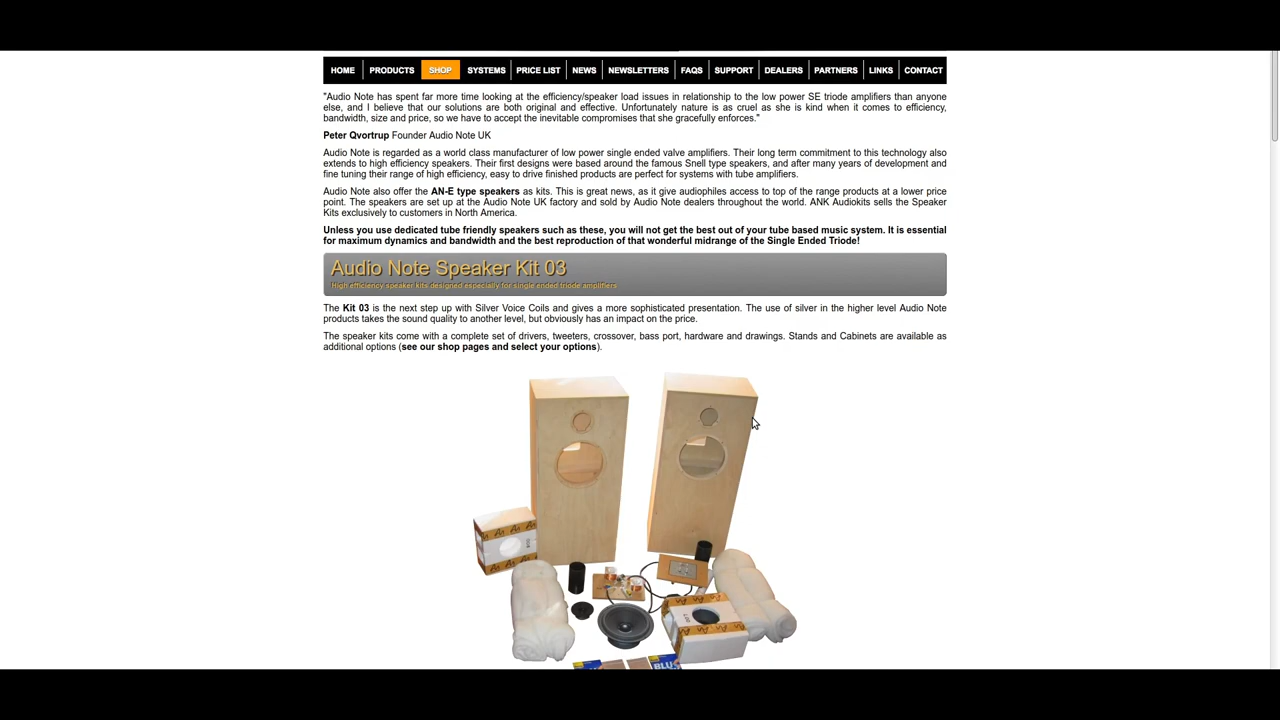 HOME PRODUCTS SHOP SYSTEMS PRICE LIST NEWS NEWSLETTERS FAQS SUPPORT DEALERS PARTNERS LINKS CONTACT
"Audio Note has spent far more time looking at the efficiency/speaker load issues in relationship to the low power SE triode amplifiers than anyone
else, and I believe that our solutions are both original and effective. Unfortunately nature is as cruel as she is kind when it comes to efficiency,
bandwidth, size and price, so we have to accept the inevitable compromises that she gracefully enforces."
Peter Qvortrup Founder Audio Note UK
Audio Note is regarded as a world class manufacturer of low power single ended valve amplifiers. Their long term commitment to this technology also
extends to high efficiency speakers. Their first designs were based around the famous Snell type speakers, and after many years of development and
fine tuning their range of high efficiency, easy to drive finished products are perfect for systems with tube amplifiers.
Audio Note also offer the AN-E type speakers as kits. This is great news, as it give audiophiles access to top of the range products at a lower price
point. The speakers are set up at the Audio Note UK factory and sold by Audio Note dealers throughout the world. ANK Audiokits sells the Speaker
Kits exclusively to customers in North America.
Unless you use dedicated tube friendly speakers such as these, you will not get the best out of your tube based music system. It is essential
for maximum dynamics and bandwidth and the best reproduction of that wonderful midrange of the Single Ended Triode!
Audio Note Speaker Kit 03
High efficiency speaker kits designed especially for single ended triode amplifiers
The Kit 03 is the next step up with Silver Voice Coils and gives a more sophisticated presentation. The use of silver in the higher level Audio Note
products takes the sound quality to another level, but obviously has an impact on the price.
The speaker kits come with a complete set of drivers, tweeters, crossover, bass port, hardware and drawings. Stands and Cabinets are available as
additional options (see our shop pages and select your options).